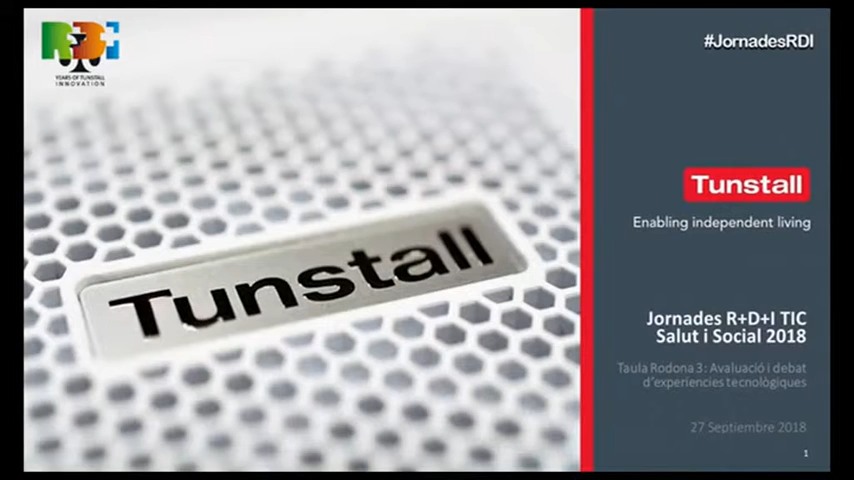 R+D+I
YEARS OF TUNSTALL
INNOVATION
Tunstall
#JornadesRDI
Tunstall
Enabling independent living
Jornades R+D+I TIC
Salut i Social 2018
Taula Rodona 3: Avaluació i debat
d'experiencies tecnològiques
27 Septiembre 2018
1